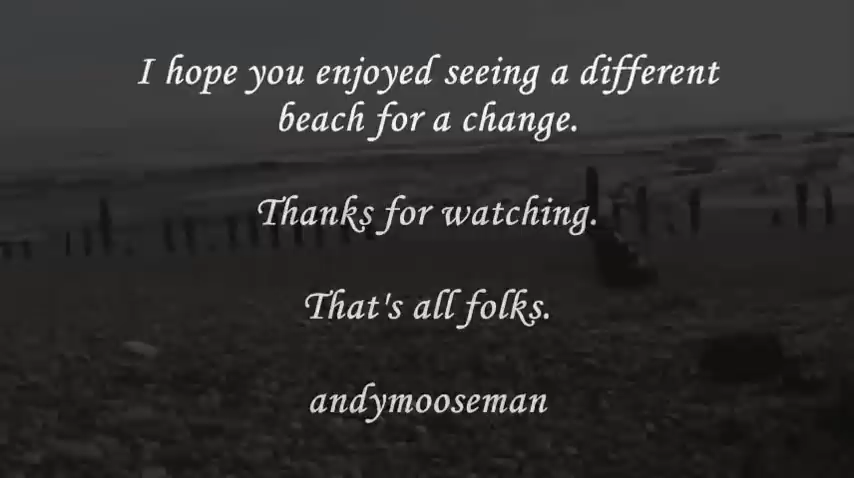 I hope you enjoyed seeing a different
beach for a change.
Thanks for watching.
That's all folks.
andymooseman